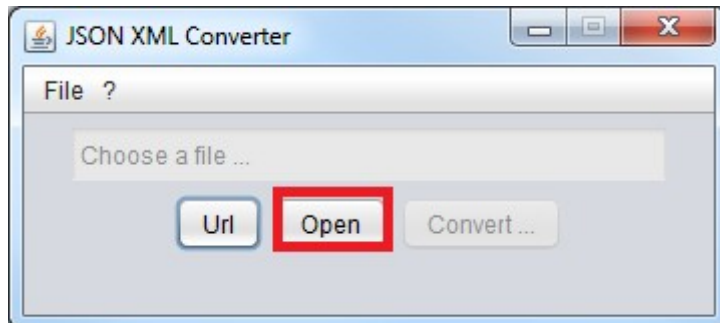 JSON XML Converter
File ?
Choose a file ...
Url Open Convert ...